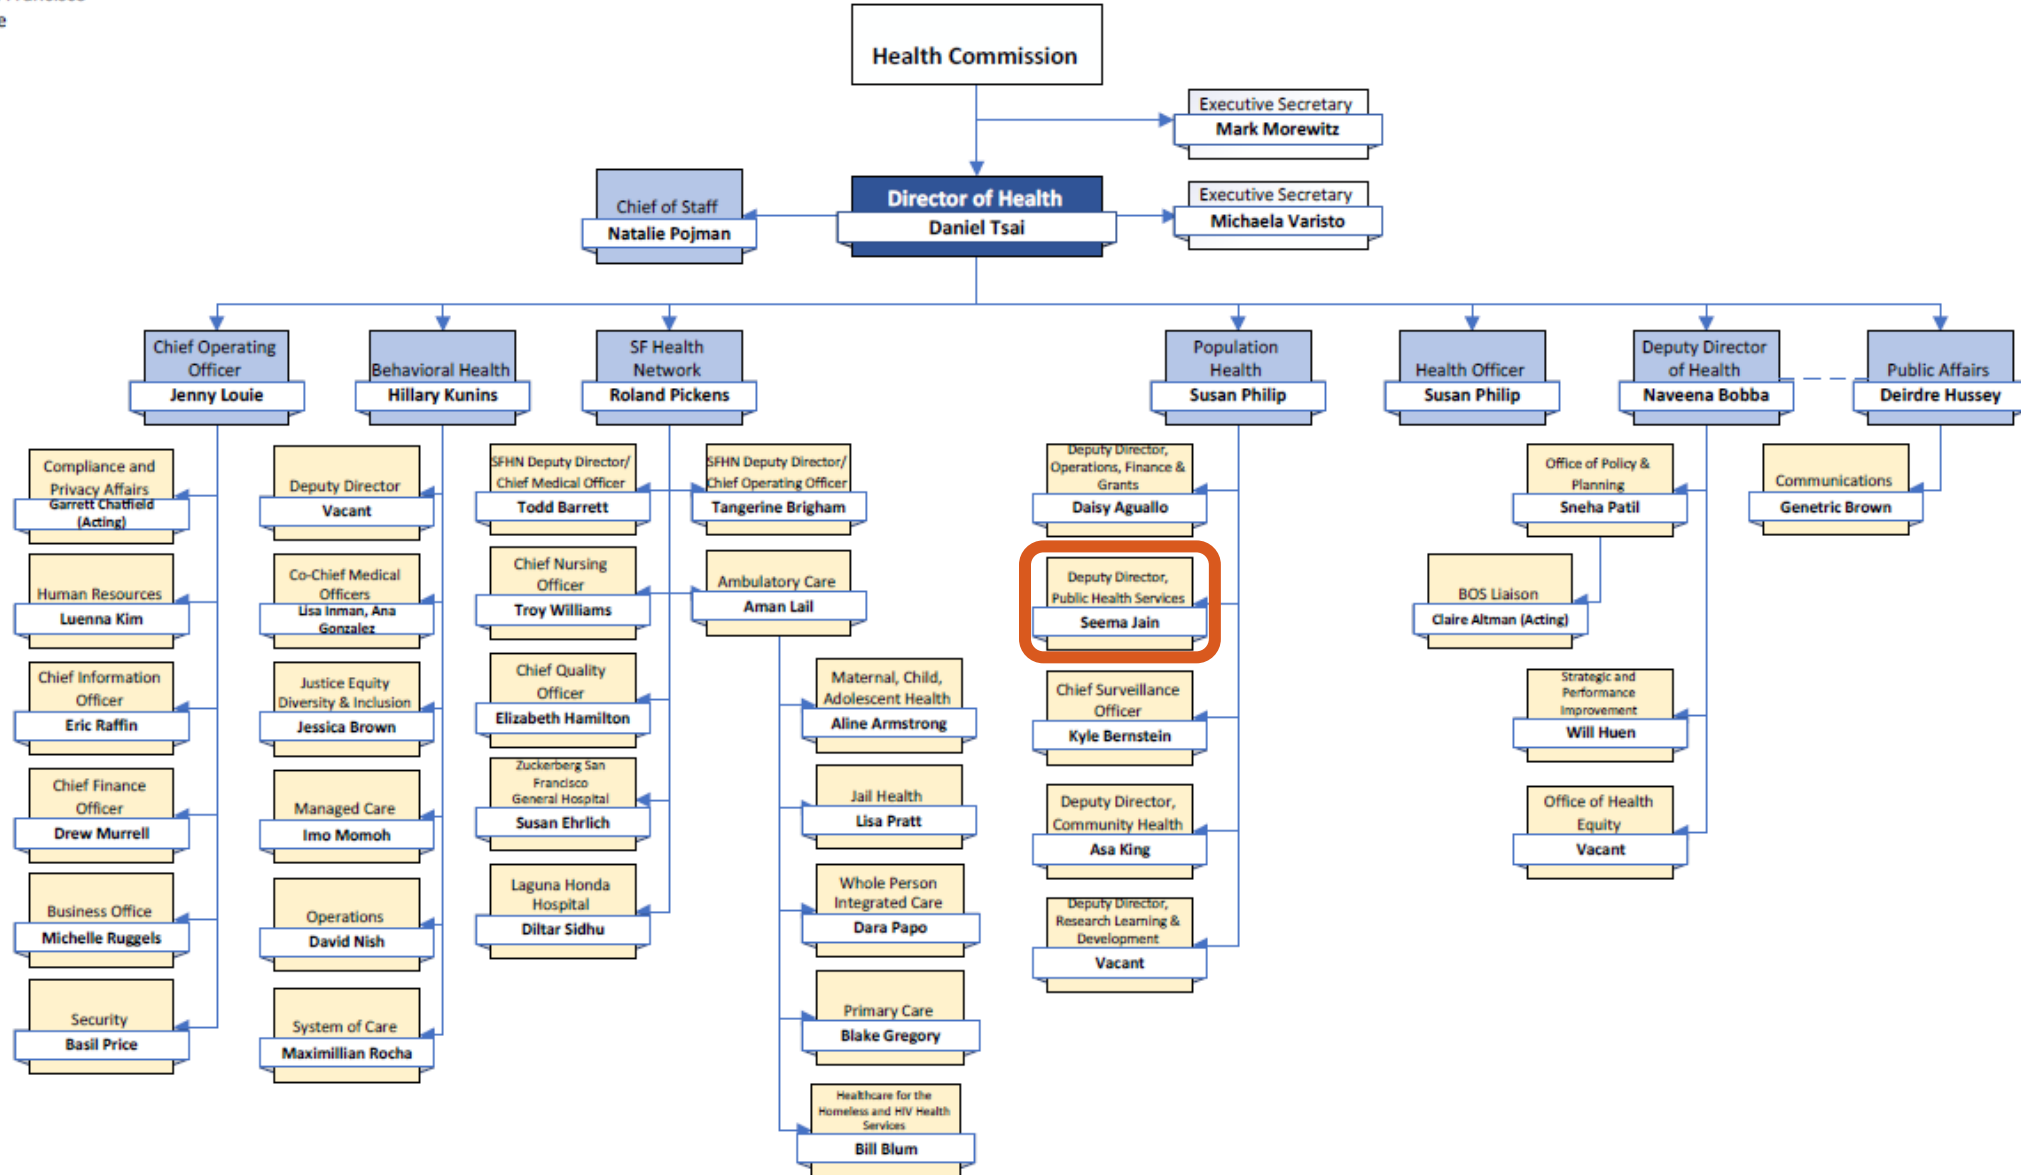 Health Commission
Executive Secretary
Mark Morewitz
Director of Health
Daniel Tsai
Chief of Staff
Natalie Pojman
Executive Secretary
Michaela Varisto
Chief Operating
Officer
Jenny Louie
Behavioral Health
Hillary Kunins
SF Health
Network
Roland Pickens
Population
Health
Susan Philip
Health Officer
Susan Philip
Deputy Director
of Health
Naveena Bobba
Public Affairs
Deirdre Hussey
Compliance and
Privacy Affairs
Garrett Chatfield
(Acting)
Human Resources
Luenna Kim
Chief Information
Officer
Eric Raffin
Chief Finance
Officer
Drew Murrell
Business Office
Michelle Ruggels
Security
Basil Price
Deputy Director
Vacant
Co-Chief Medical
Officers
Lisa Inman, Ana
Gonzalez
Justice Equity
Diversity & Inclusion
Jessica Brown
Managed Care
Imo Momoh
Operations
David Nish
System of Care
Maximillian Rocha
SFHN Deputy Director/
Chief Medical Officer
Todd Barrett
Chief Nursing
Officer
Troy Williams
Chief Quality
Officer
Elizabeth Hamilton
Zuckerberg San
Francisco
General Hospital
Susan Ehrlich
Laguna Honda
Hospital
Diltar Sidhu
SFHN Deputy Director/
Chief Operating Officer
Tangerine Brigham
Ambulatory Care
Aman Lail
Maternal, Child,
Adolescent Health
Aline Armstrong
Jail Health
Lisa Pratt
Whole Person
Integrated Care
Dara Papo
Primary Care
Blake Gregory
Healthcare for the
Homeless and HIV Health
Services
Bill Blum
Deputy Director,
Operations, Finance &
Grants
Daisy Aguallo
Deputy Director,
Public Health Services
Seema Jain
Chief Surveillance
Officer
Kyle Bernstein
Deputy Director,
Community Health
Asa King
Deputy Director,
Research Learning &
Development
Vacant
Office of Policy &
Planning
Sneha Patil
BOS Liaison
Claire Altman (Acting)
Strategic and
Performance
Improvement
Will Huen
Office of Health
Equity
Vacant
Communications
Genetric Brown